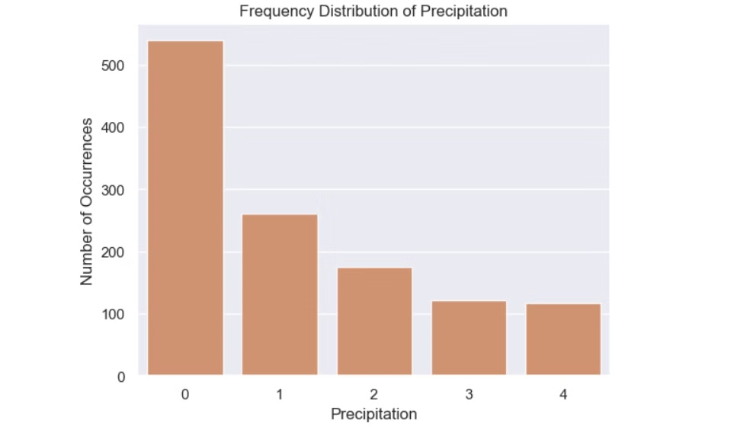 Frequency Distribution of Precipitation
Number of Occurrences
500
400
300
200
100
0
0 1 2 3 4
Precipitation